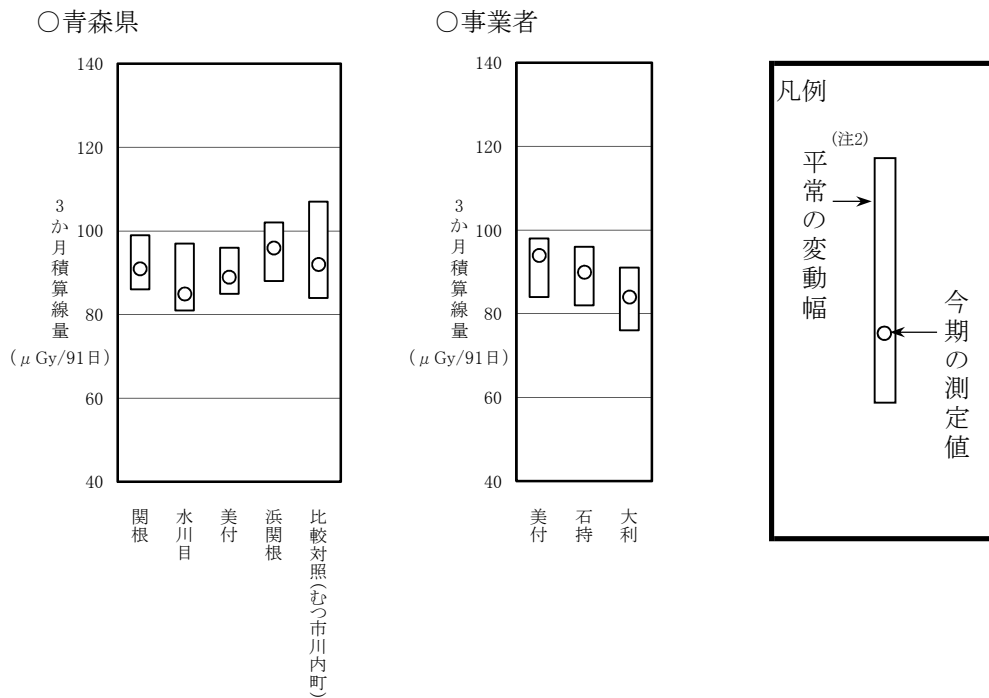 ○青森県
140
120
100
80
60
40
3か月積算線量
(μGy/91日)
関根
水川目
美付
浜関根
比較対照(むつ市川内町)
○事業者
140
120
100
80
60
40
3か月積算線量
(μGy/91日)
美付
石持
大利
凡例
(注2)
平常の変動幅
今期の測定値